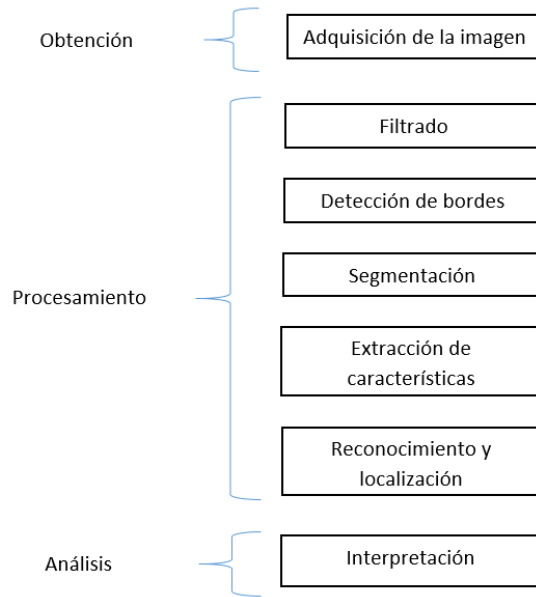 Obtención
Adquisición de la imagen
Procesamiento
Filtrado
Detección de bordes
Segmentación
Extracción de
características
Reconocimiento y
localización
Análisis
Interpretación